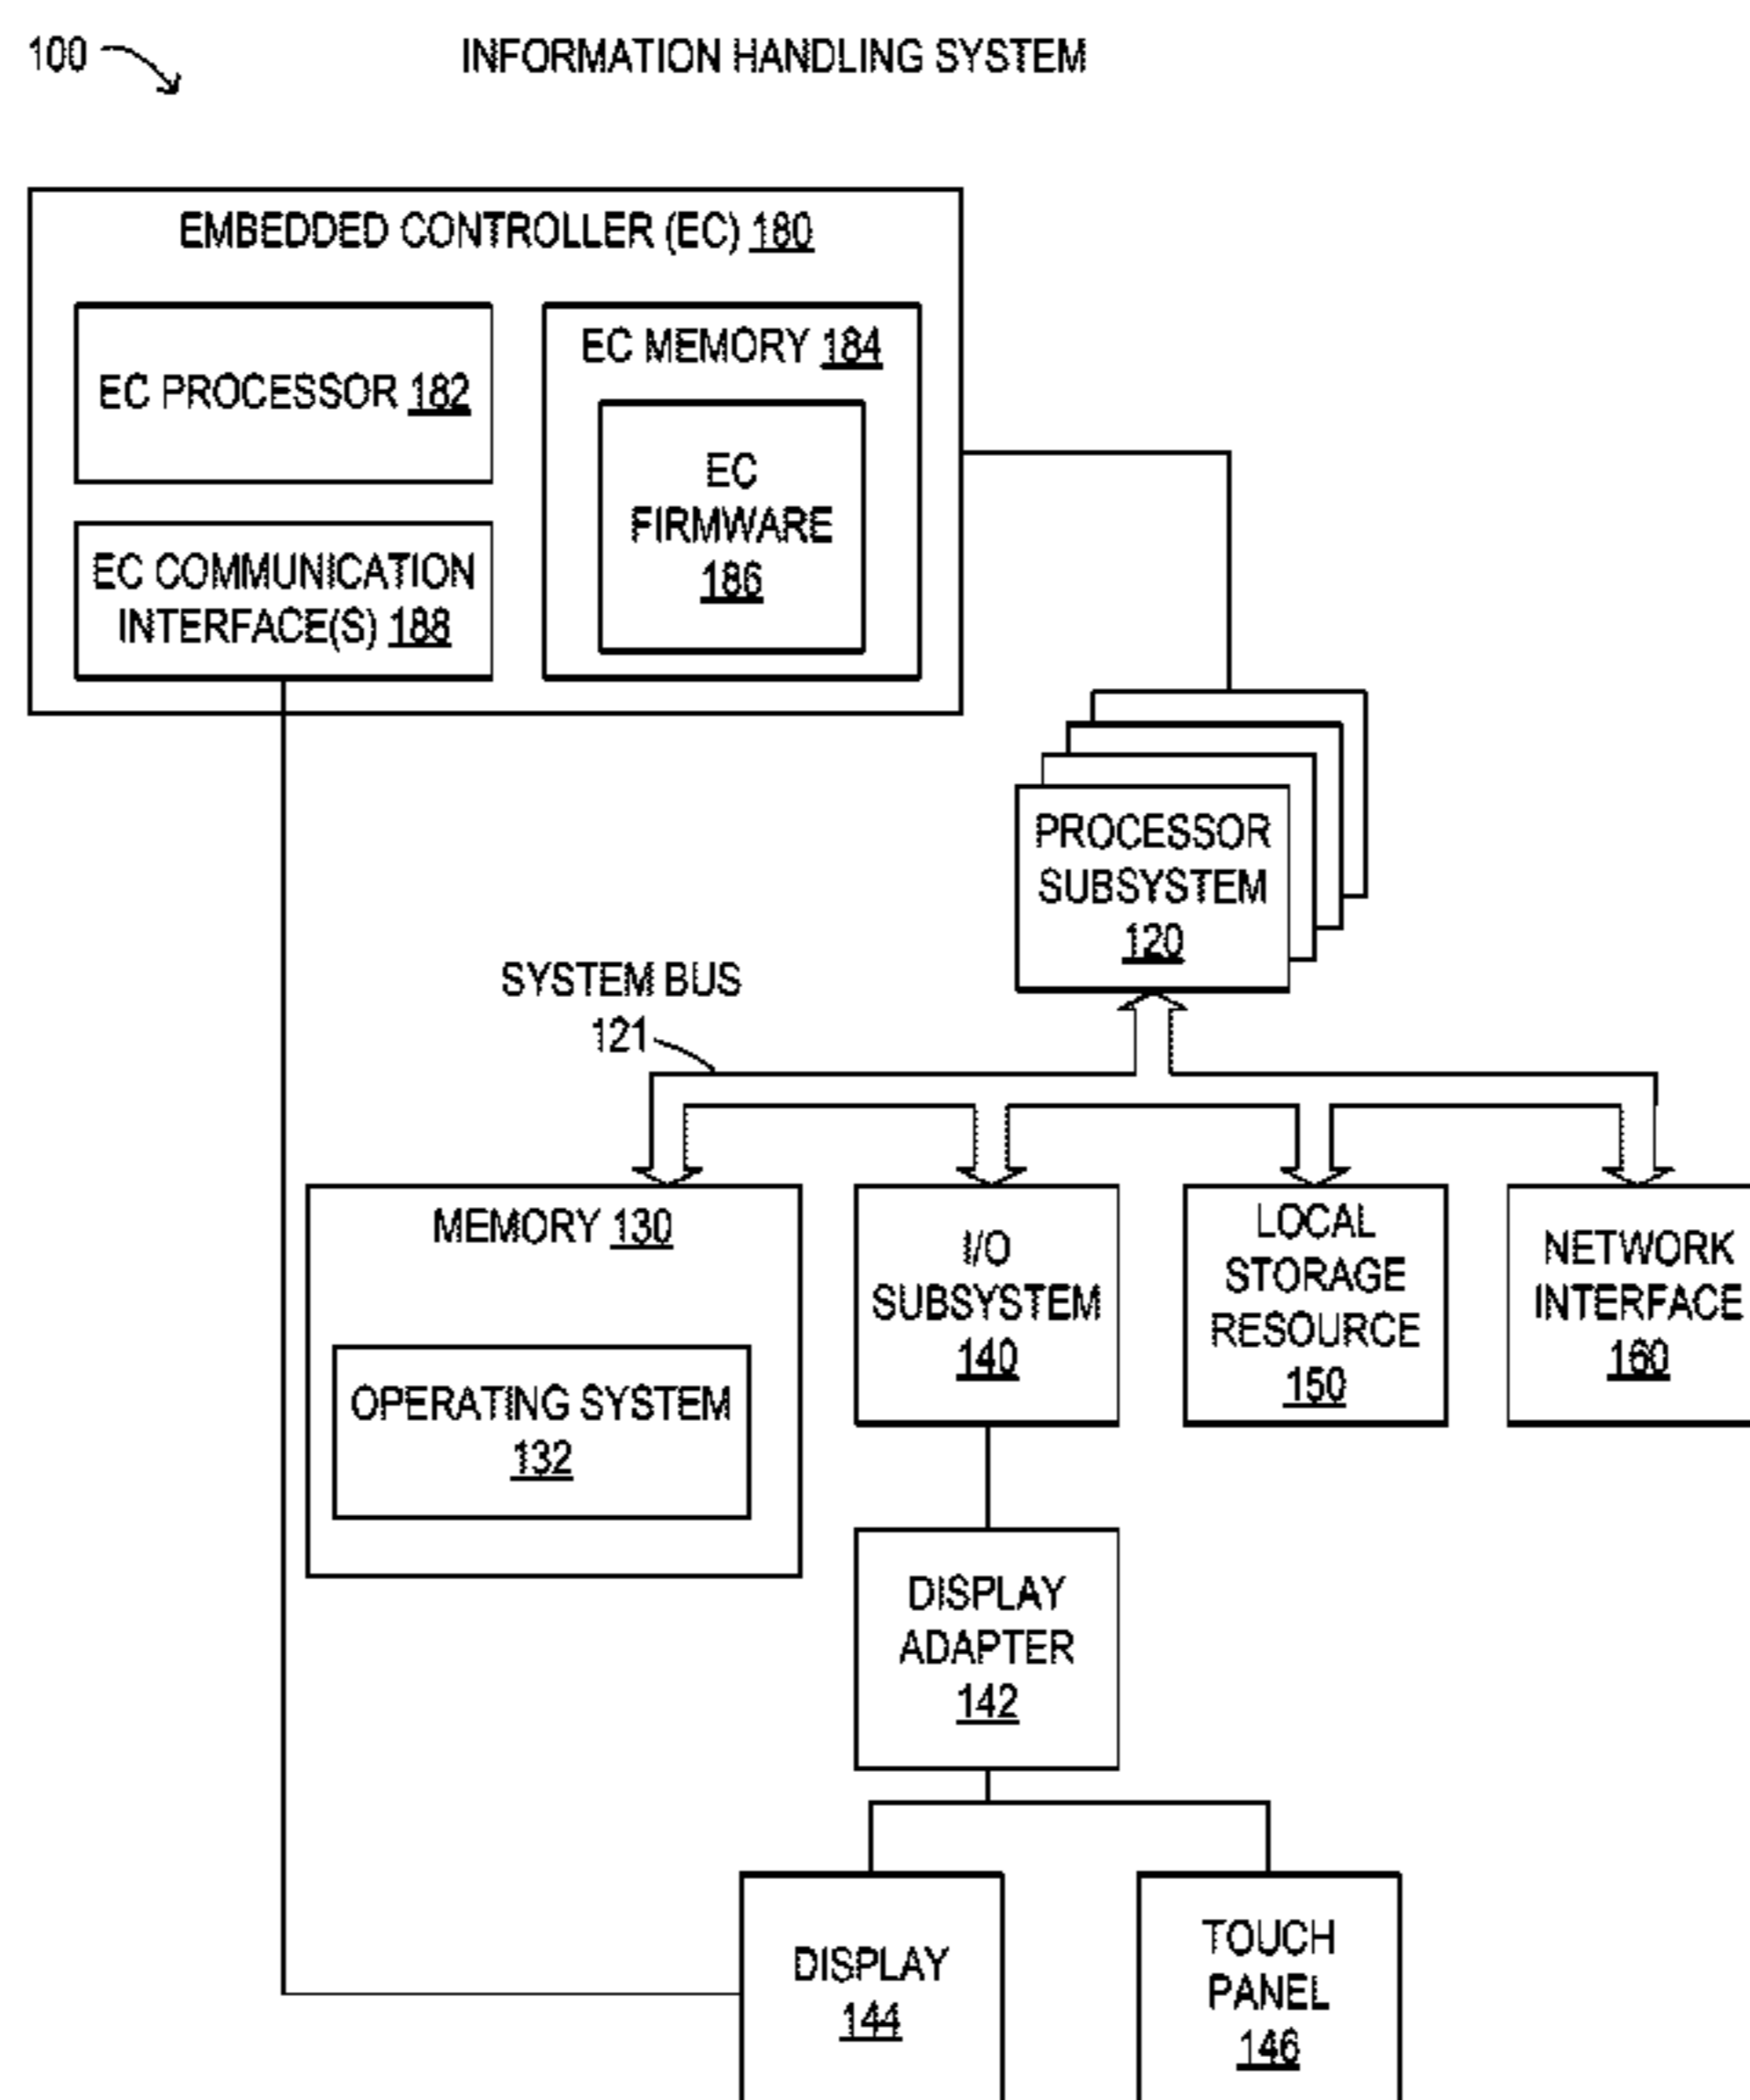 100
INFORMATION HANDLING SYSTEM
EMBEDDED CONTROLLER (EC) 180
EC PROCESSOR 182
EC MEMORY 184
EC
FIRMWARE
186
EC COMMUNICATION
INTERFACE(S) 188
PROCESSOR
SUBSYSTEM
120
SYSTEM BUS
121
MEMORY 130
OPERATING SYSTEM
132
I/O
SUBSYSTEM
140
LOCAL
STORAGE
RESOURCE
150
NETWORK
INTERFACE
160
DISPLAY
ADAPTER
142
DISPLAY
144
TOUCH
PANEL
146